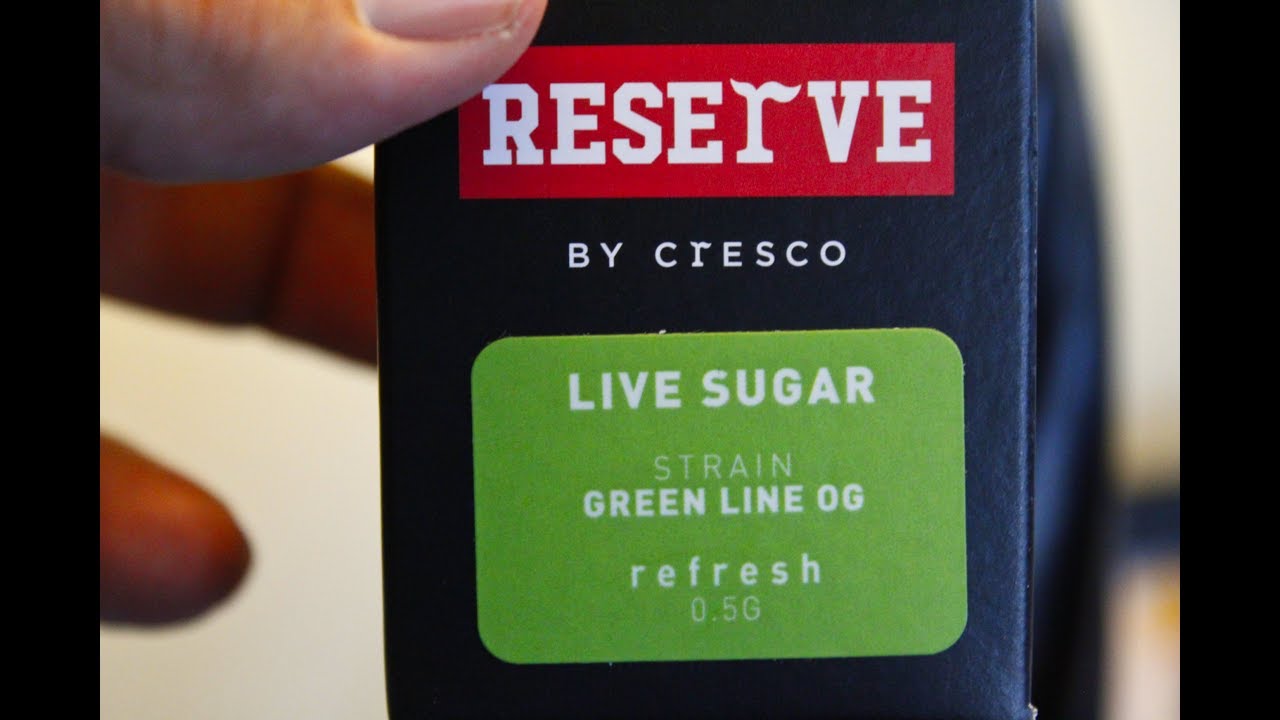 RESErVE
BY CrESCO
LIVE SUGAR
STRAIN
GREEN LINE OG
refresh
0.5G